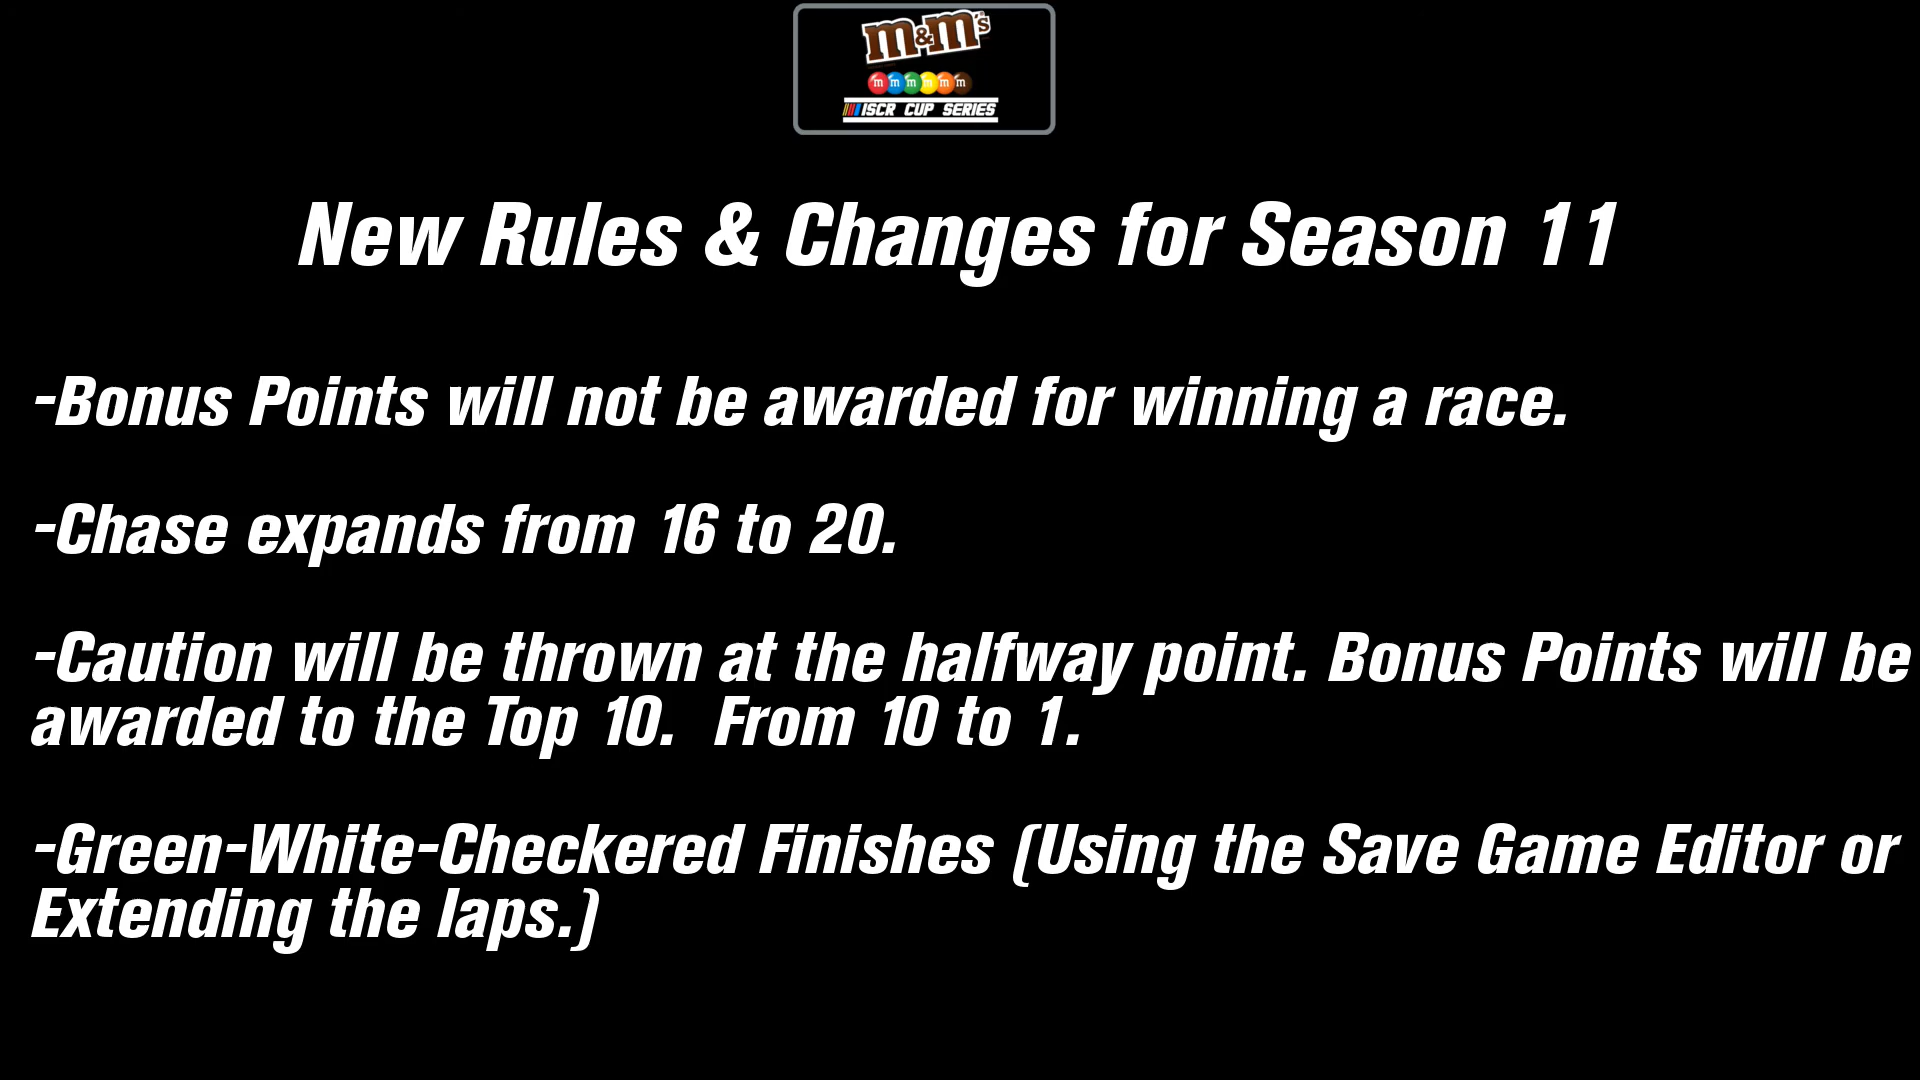 m&m's
m m m m m m
ISCR CUP SERIES
New Rules & Changes for Season 11
-Bonus Points will not be awarded for winning a race.
-Chase expands from 16 to 20.
-Caution will be thrown at the halfway point. Bonus Points will be
awarded to the Top 10.  From 10 to 1.
-Green-White-Checkered Finishes (Using the Save Game Editor or
Extending the laps.)